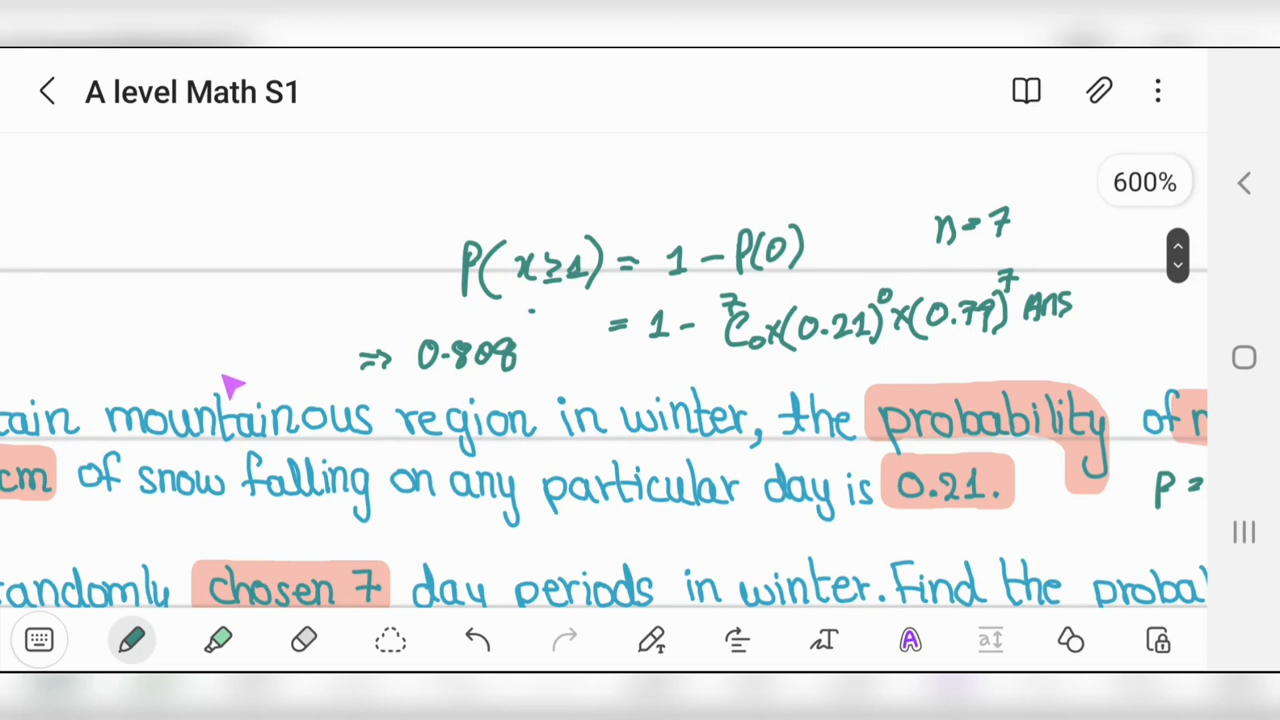 A level Math S1
600%
n = 7
P(x≥1) = 1 - P(0)
= 1 - ⁷C₀×(0.21)⁰×(0.79)⁷ Ans
⇒ 0.808
tain mountainous region in winter, the probability of
cm of snow falling on any particular day is 0.21.
P =
randomly chosen 7 day periods in winter. Find the proba